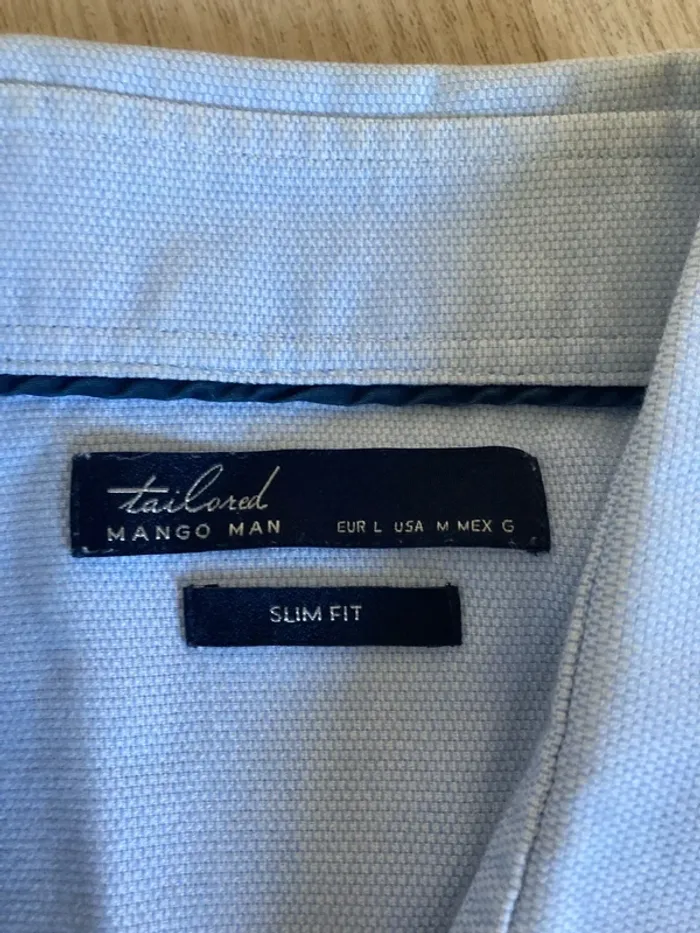 tailored
MANGO MAN EUR L USA M MEX G
SLIM FIT